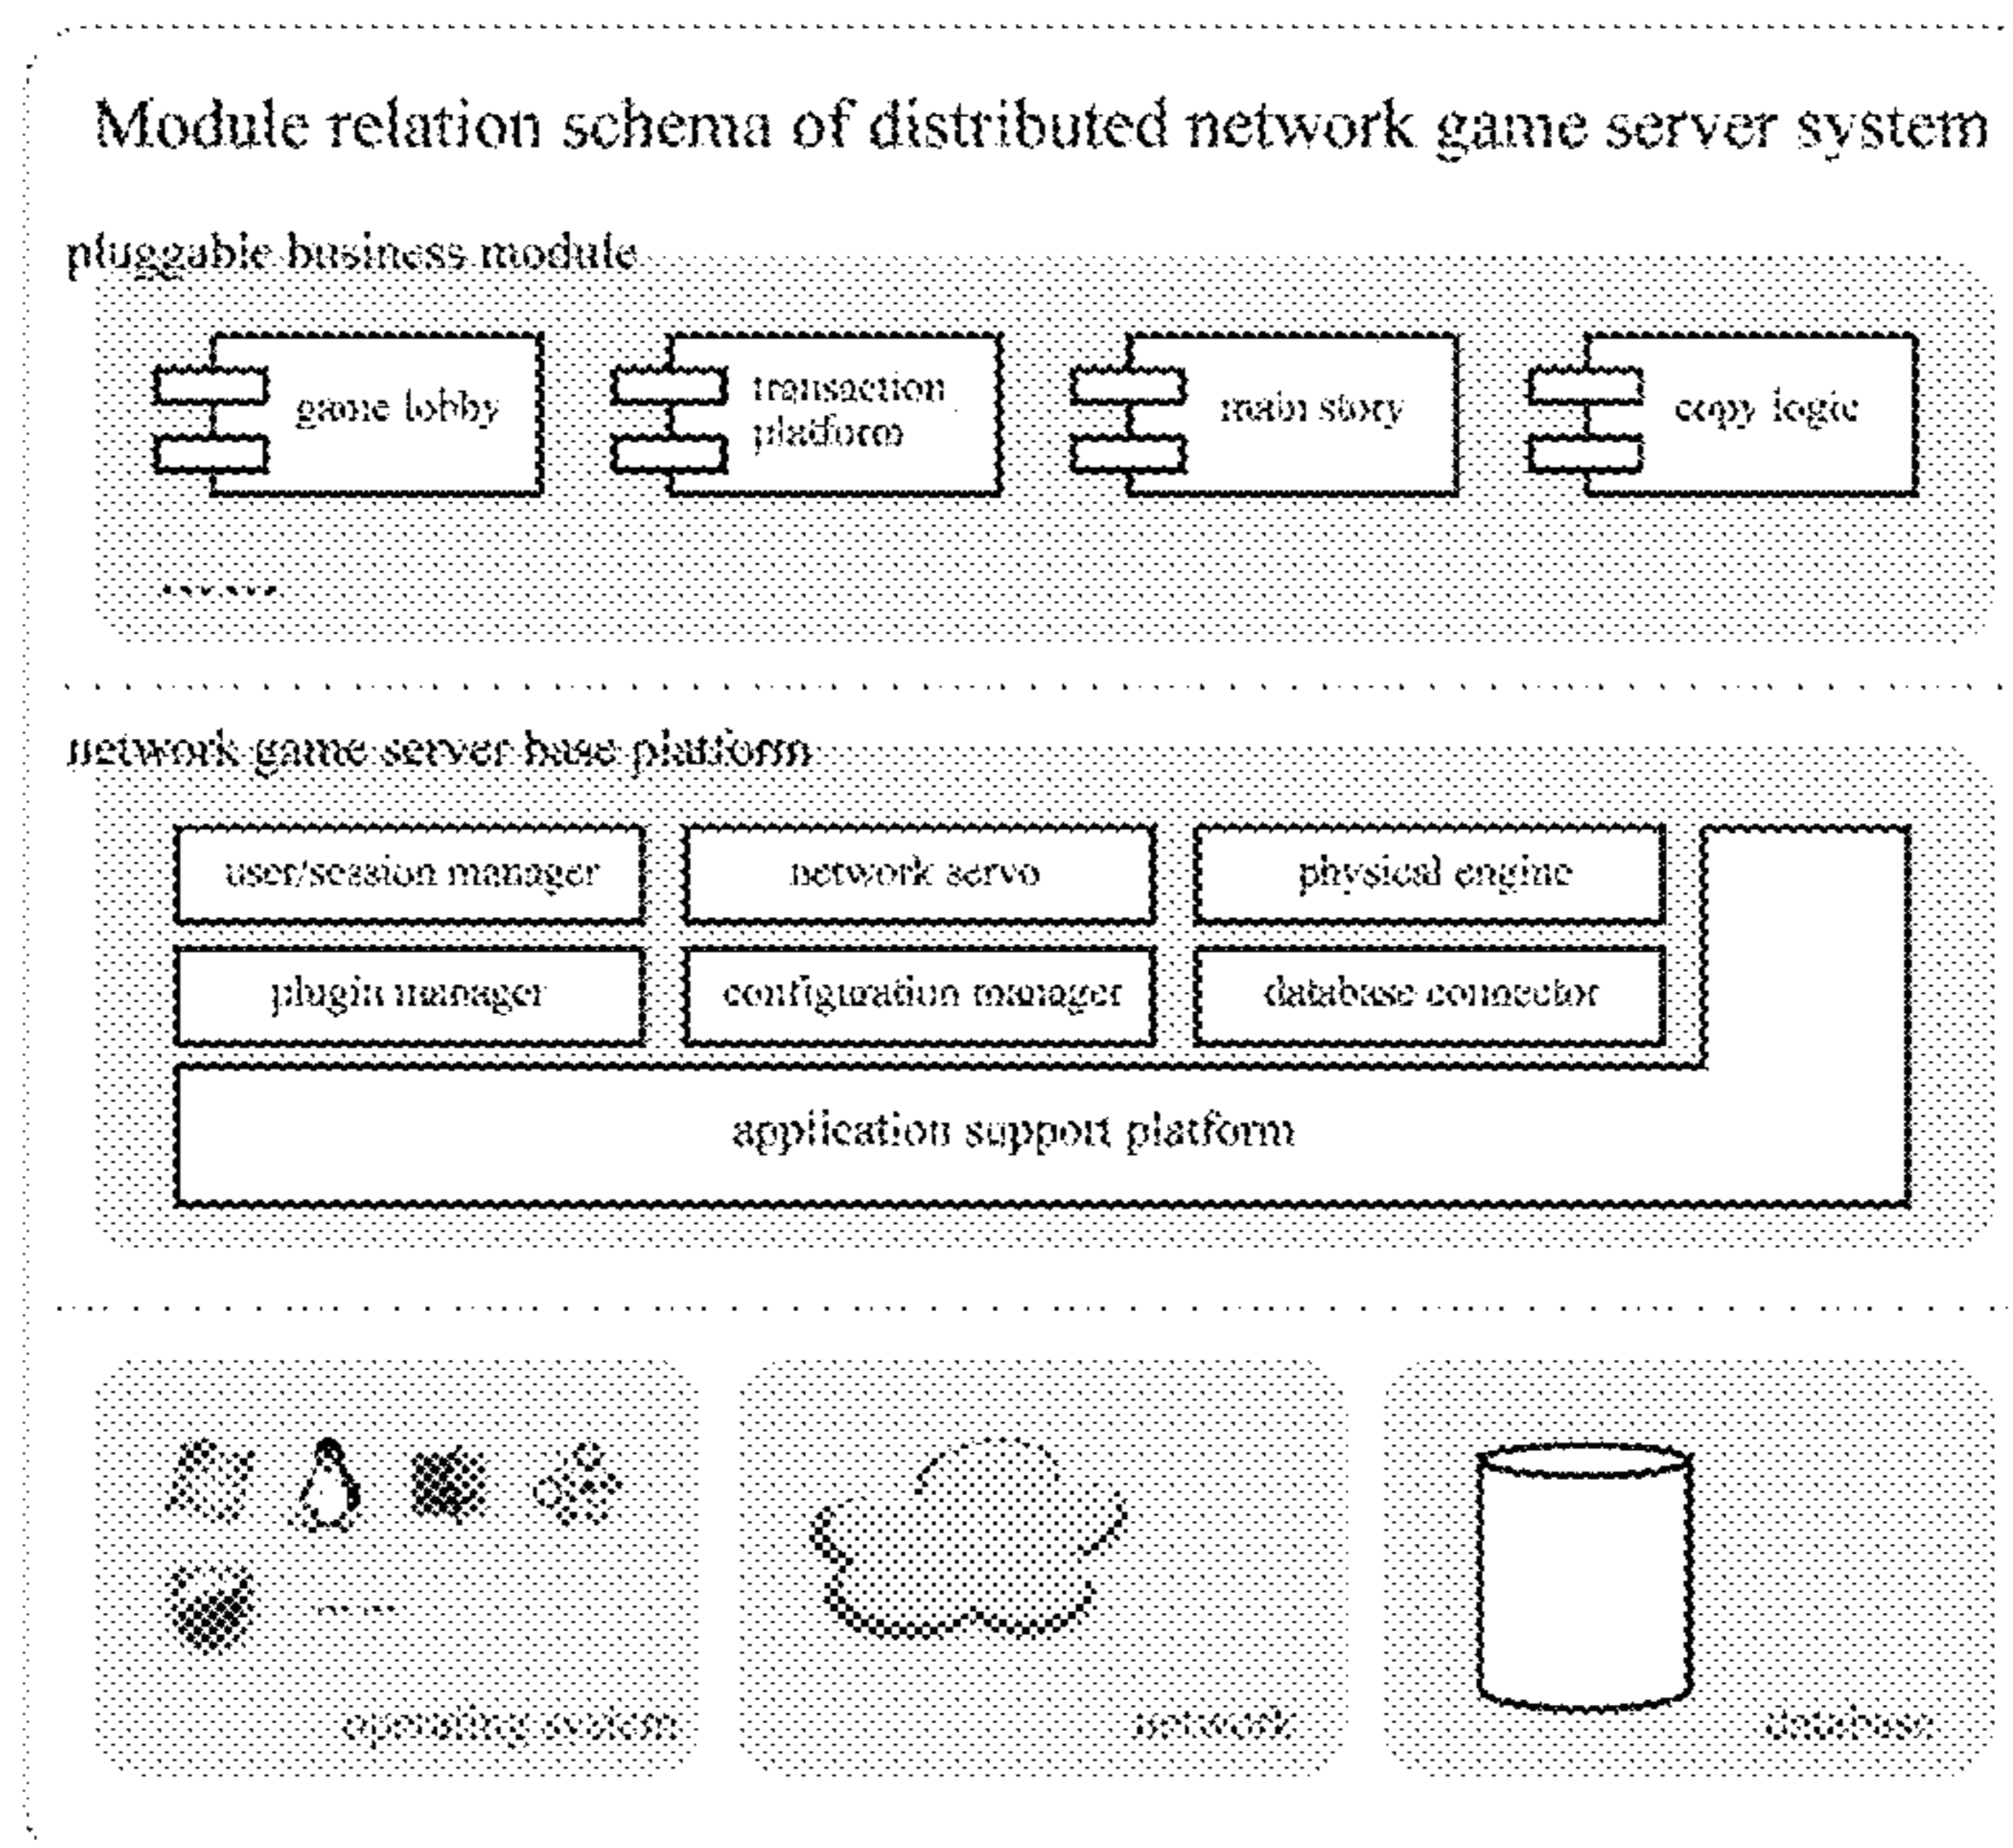 Module relation schema of distributed network game server system
pluggable business module
game lobby
transaction
platform
main story
copy logic
.......
network game server base platform
user/session manager
network servo
physical engine
plugin manager
configuration manager
database connector
application support platform
.......
operating system
network
database